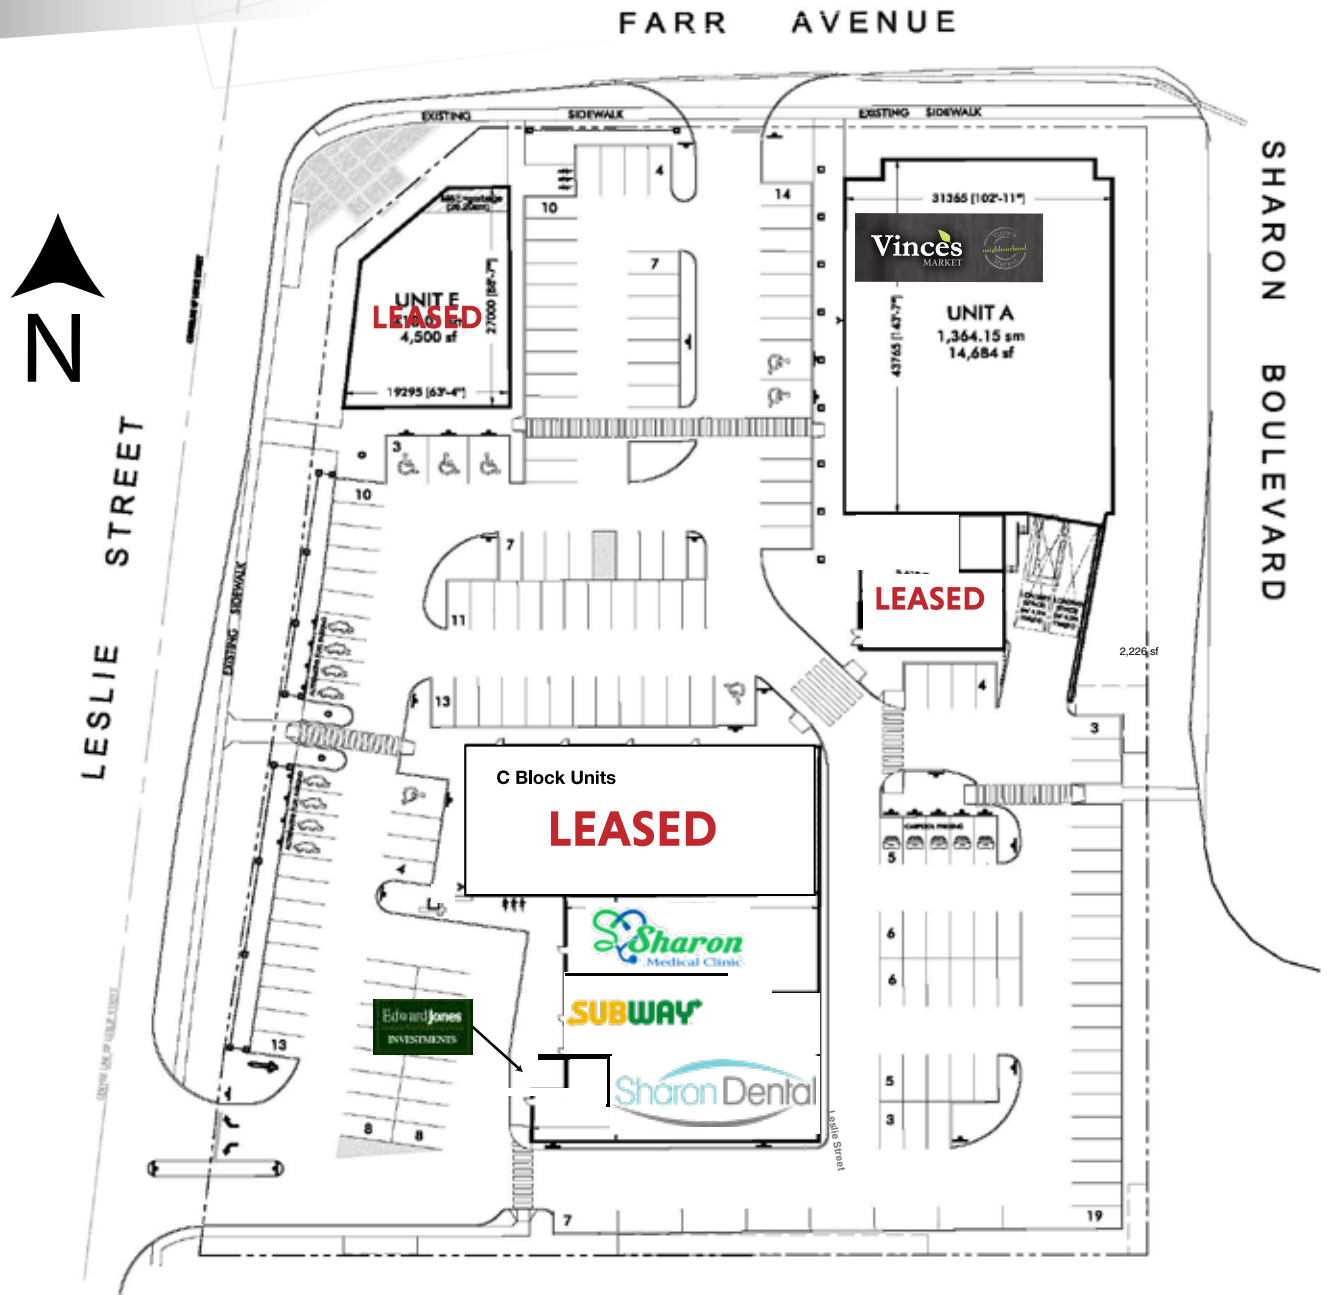 FARR AVENUE
EXISTING SIDEWALK
EXISTING SIDEWALK
SHARON BOULEVARD
LESLIE STREET
N
4
10
14
7
31365 [102'-11"]
Vince's
MARKET
neighbourhood
UNIT A
1,364.15 sm
14,684 sf
43765 [143'-7"]
LEASED
4,500 sf
27000 [88'-7"]
19295 [63'-4"]
3
10
7
11
EXISTING SIDEWALK
LEASED
2,226 sf
4
3
13
C Block Units
LEASED
CARPOOL PARKING
5
4
Sharon
Medical Clinic
6
6
SUBWAY
Edward Jones
INVESTMENTS
13
Sharon Dental
5
3
8
8
Leslie Street
7
19